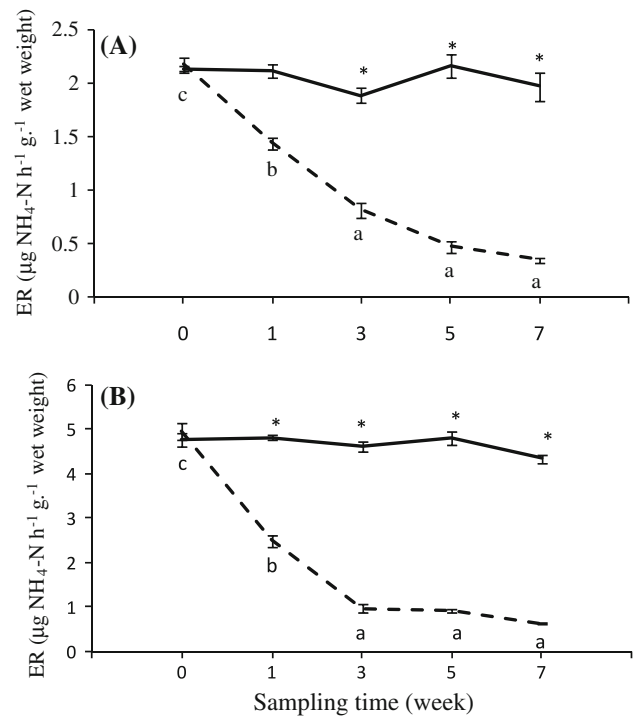 (A)
ER (µg NH₄-N h⁻¹ g.⁻¹ wet weight)
2.5
2
1.5
1
0.5
0
* * *
c
b
a
a
a
0 1 3 5 7
(B)
ER (µg NH₄-N h⁻¹ g.⁻¹ wet weight)
6
5
4
3
2
1
0
* * * *
c
b
a a a
0 1 3 5 7
Sampling time (week)